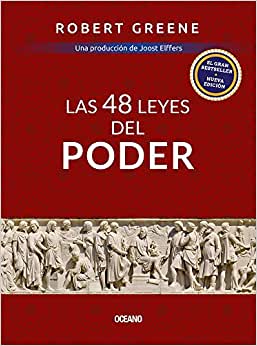 ROBERT GREENE
Una producción de Joost Elffers
EL GRAN
BESTSELLER
NUEVA
EDICIÓN
LAS 48 LEYES
DEL
PODER
OCEANO